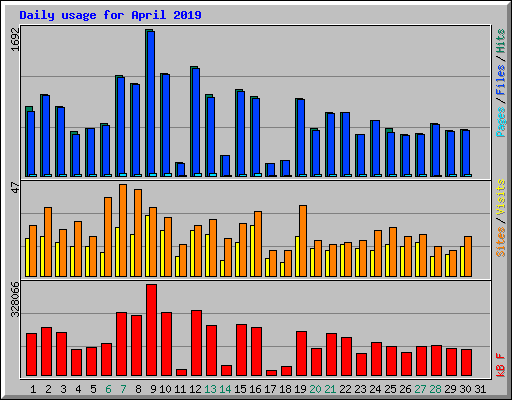 Daily usage for April 2019
1692
Pages / Files / Hits
47
Sites / Visits
328066
kB F
1 2 3 4 5 6 7 8 9 10 11 12 13 14 15 16 17 18 19 20 21 22 23 24 25 26 27 28 29 30 31